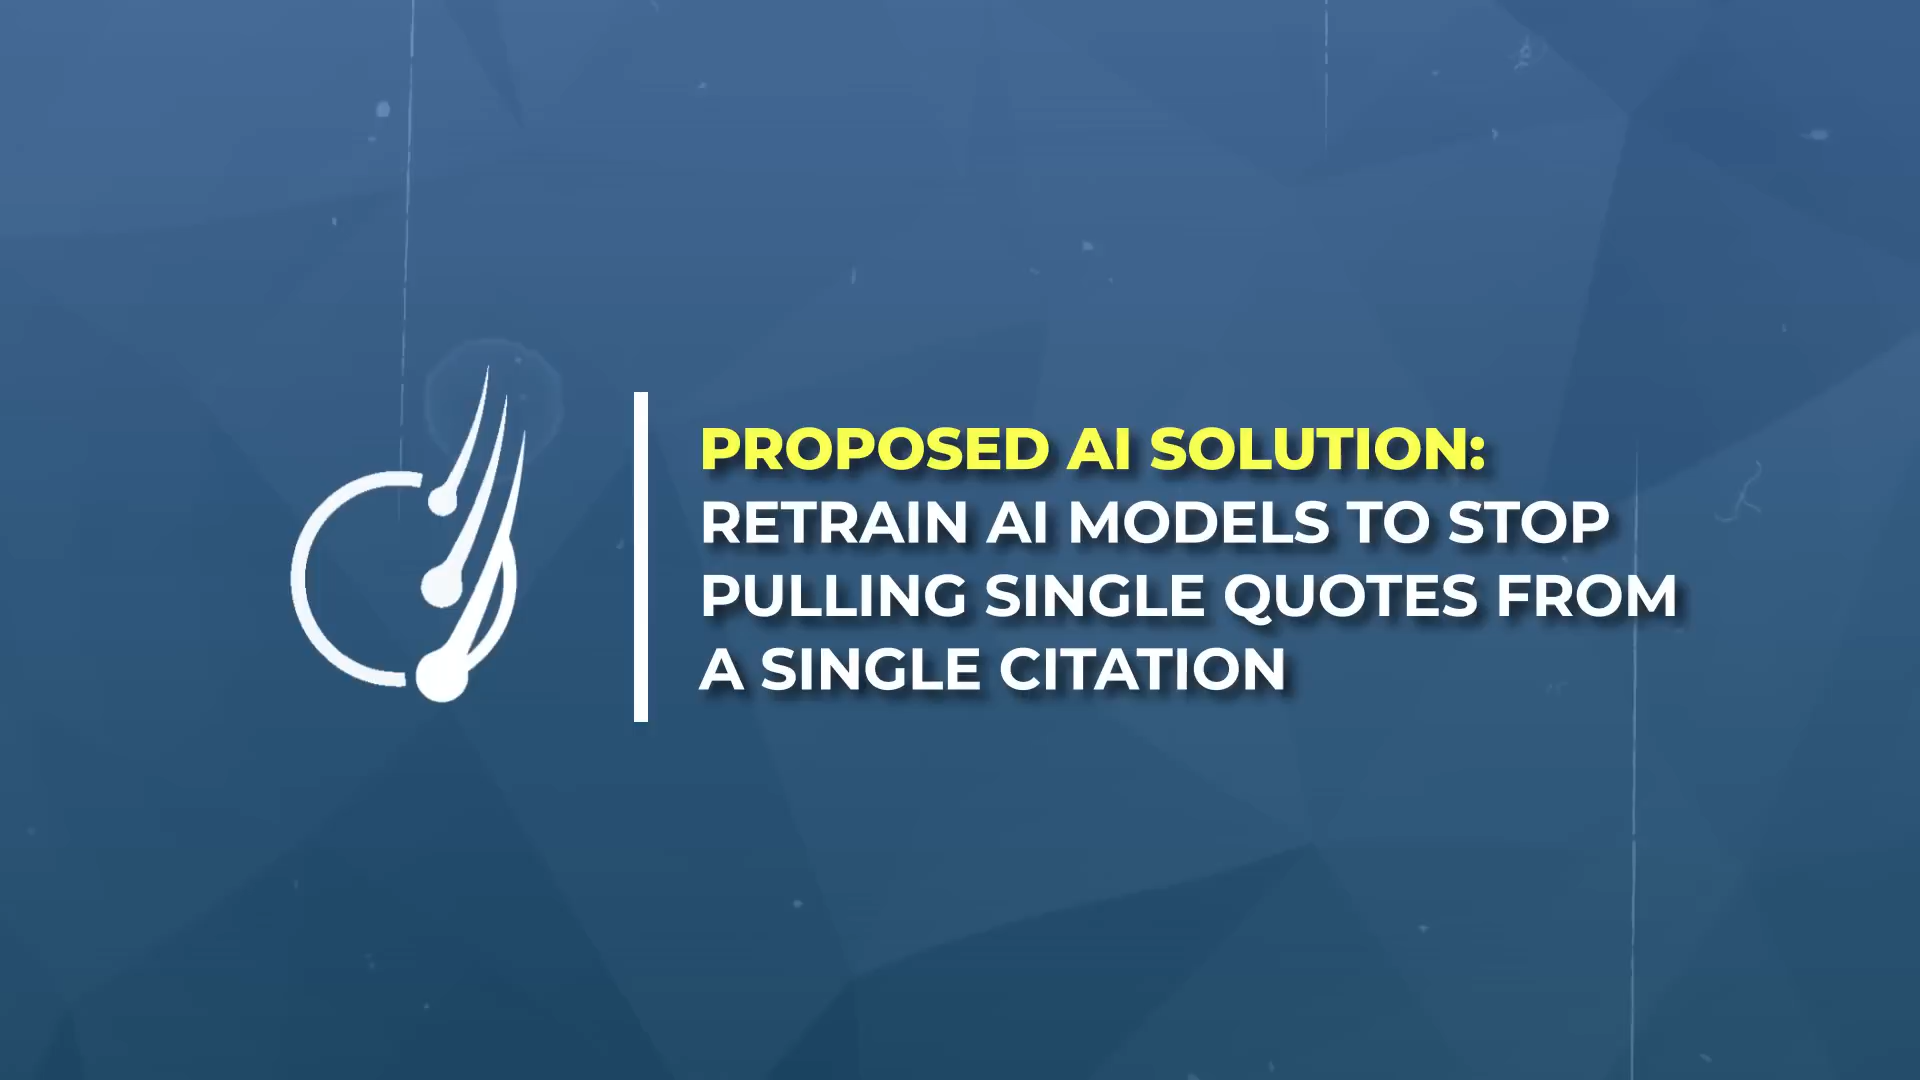 PROPOSED AI SOLUTION:
RETRAIN AI MODELS TO STOP
PULLING SINGLE QUOTES FROM
A SINGLE CITATION